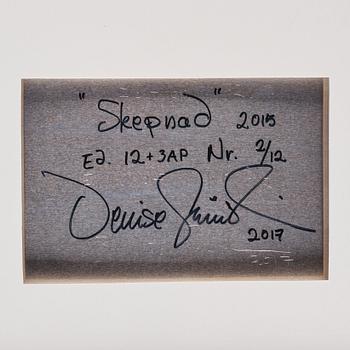 "Skepnad" 2015
Ed. 12+3AP Nr. 2/12
Denise
2017